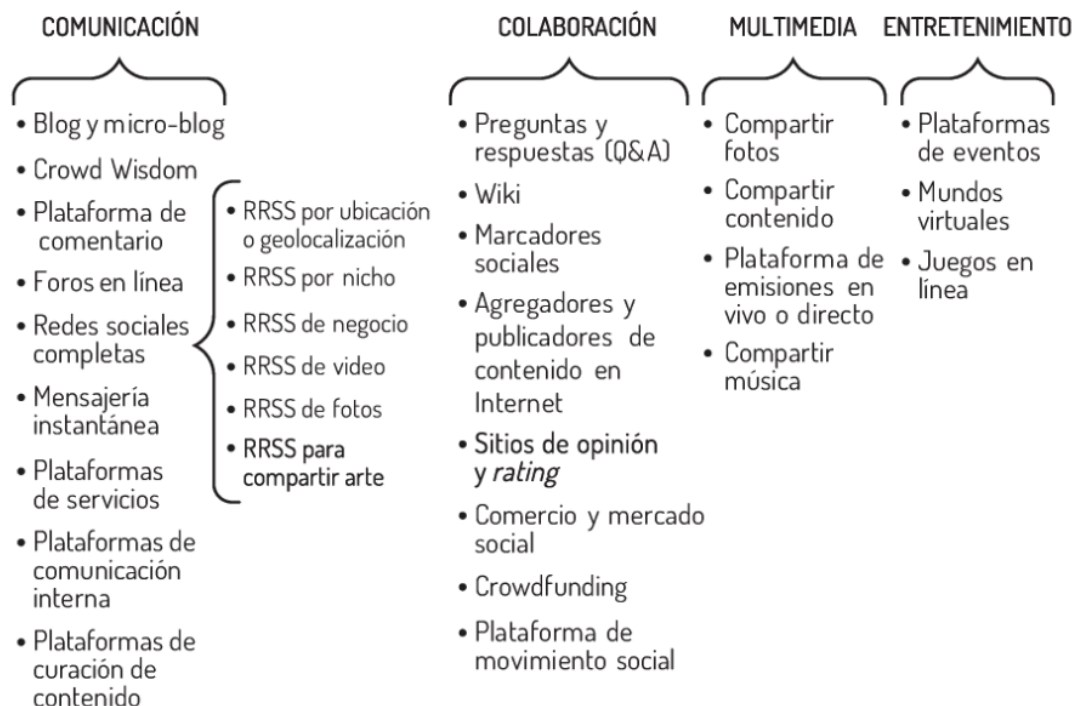 COMUNICACIÓN
• Blog y micro-blog
• Crowd Wisdom
• Plataforma de
comentario
• Foros en línea
• Redes sociales
completas
• Mensajería
instantánea
• Plataformas
de servicios
• Plataformas de
comunicación
interna
• Plataformas de
curación de
contenido
• RRSS por ubicación
o geolocalización
• RRSS por nicho
• RRSS de negocio
• RRSS de video
• RRSS de fotos
• RRSS para
compartir arte
COLABORACIÓN
• Preguntas y
respuestas (Q&A)
• Wiki
• Marcadores
sociales
• Agregadores y
publicadores de
contenido en
Internet
• Sitios de opinión
y rating
• Comercio y mercado
social
• Crowdfunding
• Plataforma de
movimiento social
MULTIMEDIA
• Compartir
fotos
• Compartir
contenido
• Plataforma de
emisiones en
vivo o directo
• Compartir
música
ENTRETENIMIENTO
• Plataformas
de eventos
• Mundos
virtuales
• Juegos en
línea